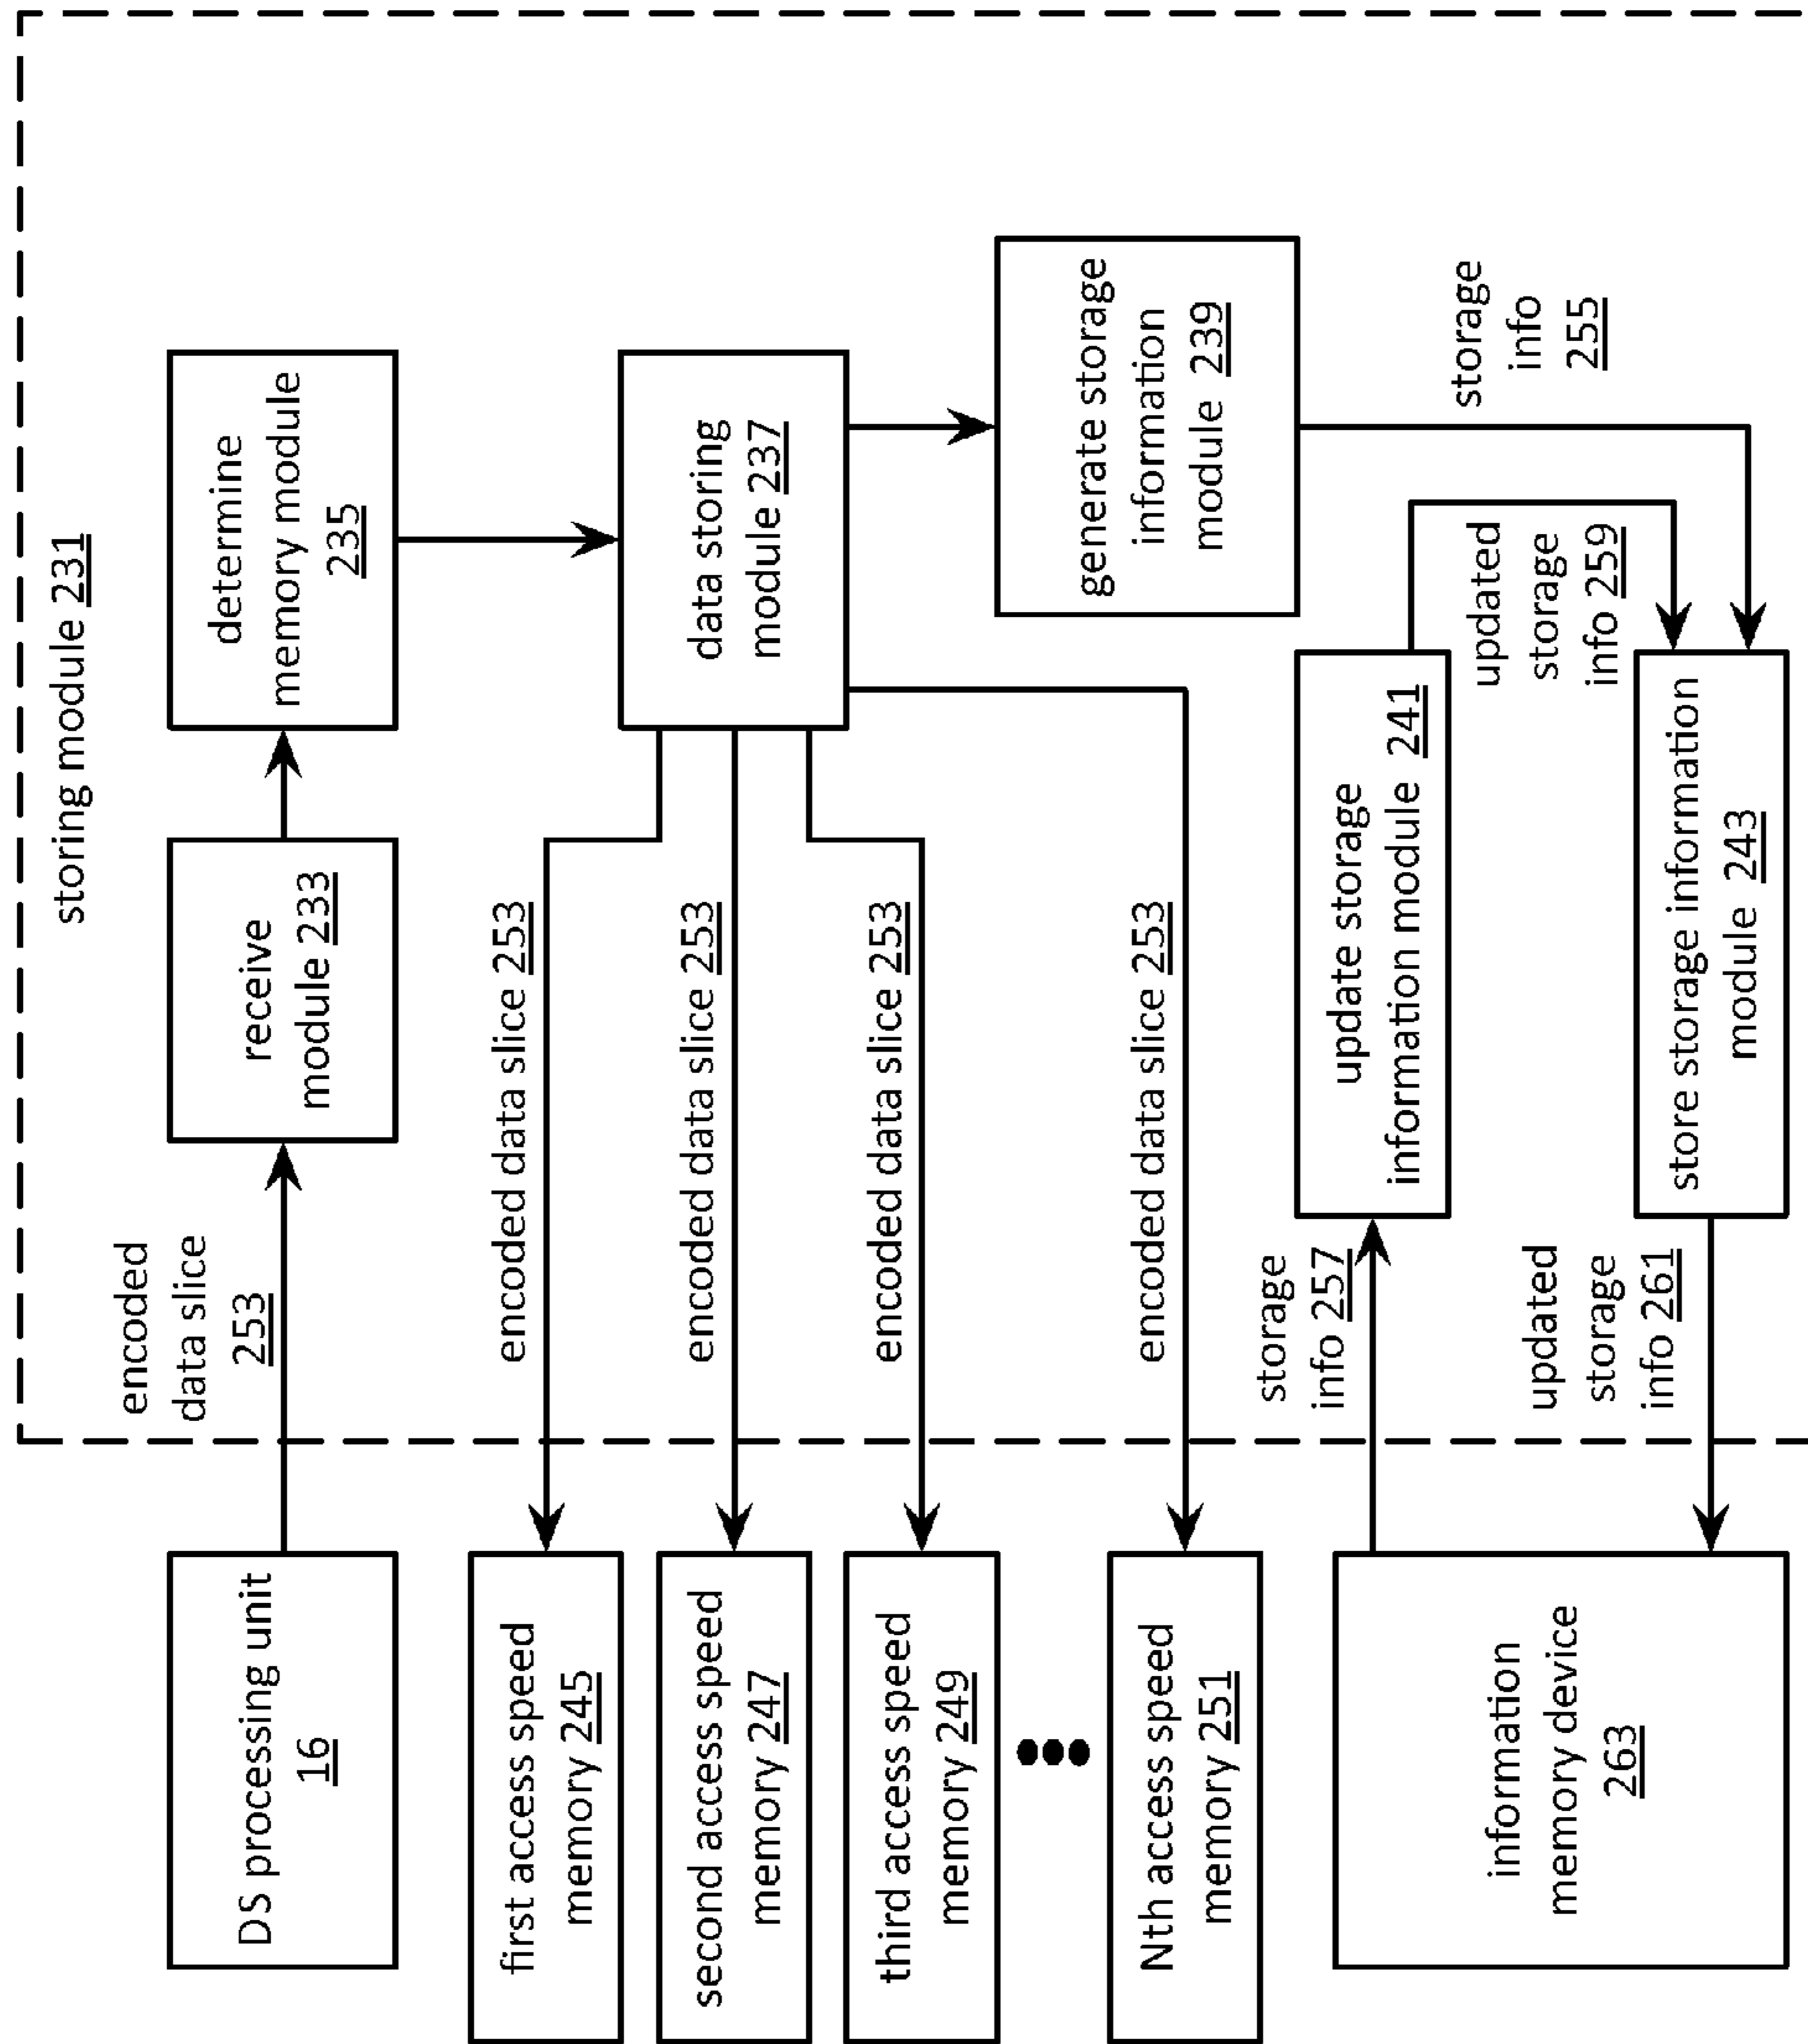 storing module 231
DS processing unit
16
encoded
data slice
253
receive
module 233
determine
memory module
235
first access speed
memory 245
encoded data slice 253
second access speed
memory 247
encoded data slice 253
data storing
module 237
third access speed
memory 249
encoded data slice 253
Nth access speed
memory 251
encoded data slice 253
generate storage
information
module 239
information
memory device
263
storage
info 257
update storage
information module 241
updated
storage
info 259
storage
info
255
updated
storage
info 261
store storage information
module 243